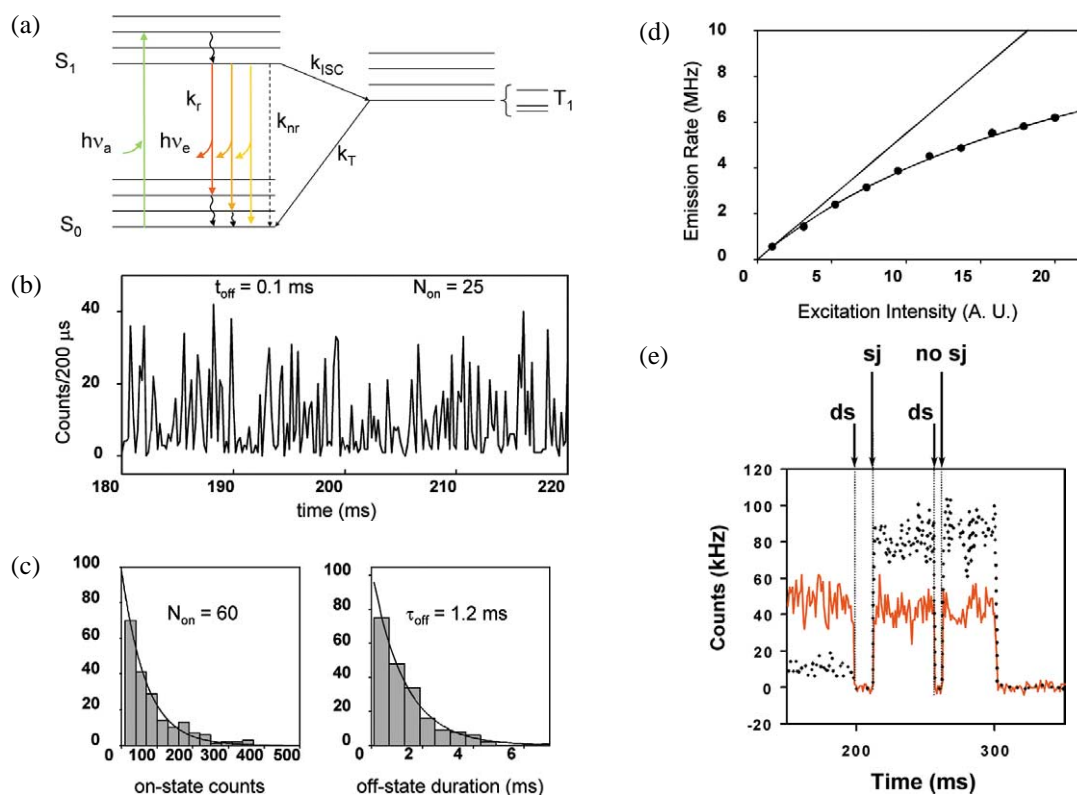 (a)
S1
kISC
kr
knr
T1
hνa
hνe
kT
S0
(b)
toff = 0.1 ms
Non = 25
Counts/200 μs
40
20
0
180
190
200
210
220
time (ms)
(c)
100
80
60
40
20
0
Non = 60
0
100
200
300
400
500
on-state counts
100
80
60
40
20
0
τoff = 1.2 ms
0
2
4
6
off-state duration (ms)
(d)
Emission Rate (MHz)
10
8
6
4
2
0
0
5
10
15
20
Excitation Intensity (A. U.)
(e)
sj
no sj
ds
ds
Counts (kHz)
120
100
80
60
40
20
0
-20
200
300
Time (ms)